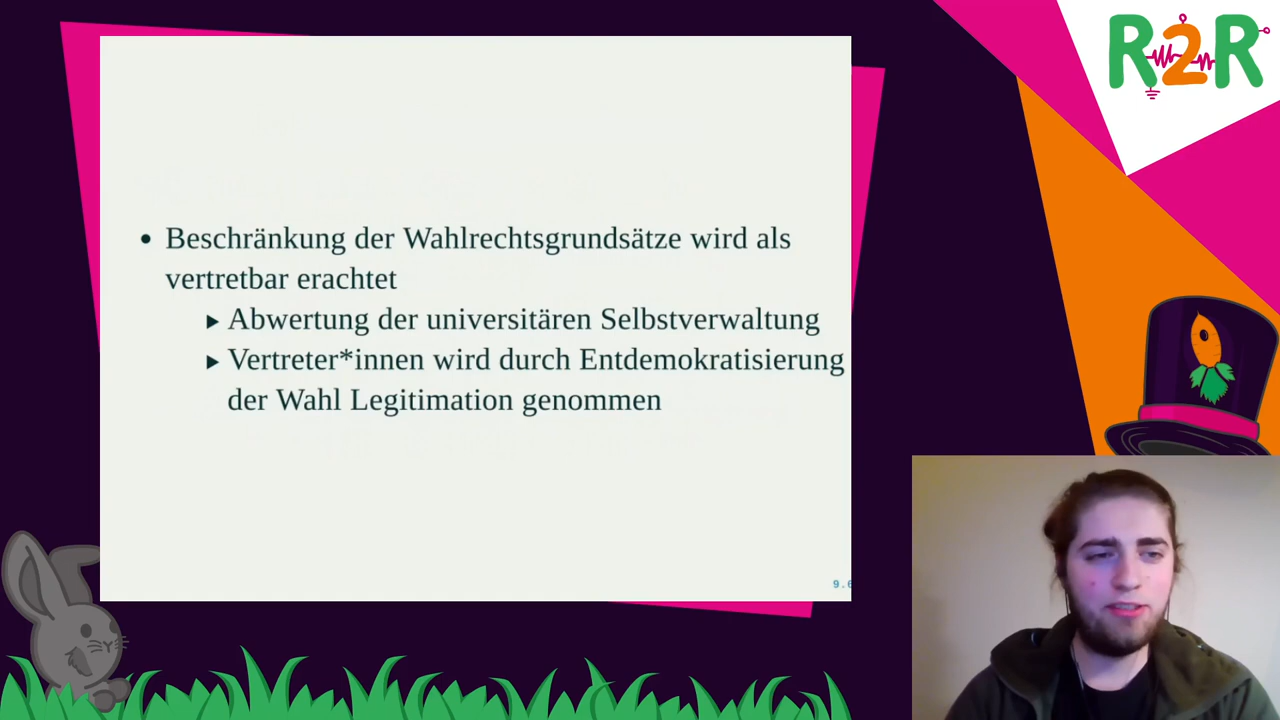 R2R
• Beschränkung der Wahlrechtsgrundsätze wird als
vertretbar erachtet
▸ Abwertung der universitären Selbstverwaltung
▸ Vertreter*innen wird durch Entdemokratisierung
der Wahl Legitimation genommen